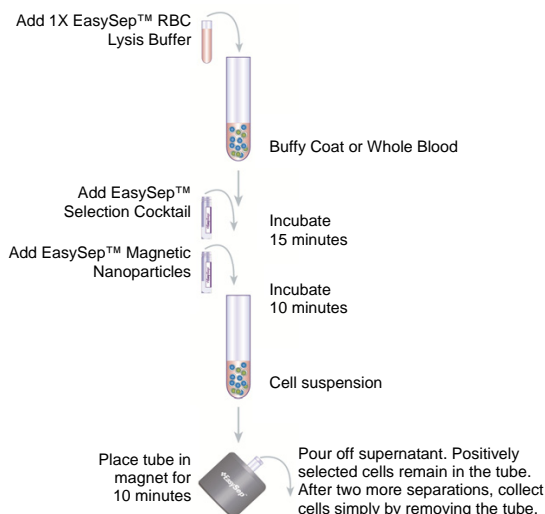 Add 1X EasySep™ RBC
Lysis Buffer
Buffy Coat or Whole Blood
Add EasySep™
Selection Cocktail
Incubate
15 minutes
Add EasySep™ Magnetic
Nanoparticles
Incubate
10 minutes
Cell suspension
Place tube in
magnet for
10 minutes
EasySep
Pour off supernatant. Positively
selected cells remain in the tube.
After two more separations, collect
cells simply by removing the tube.